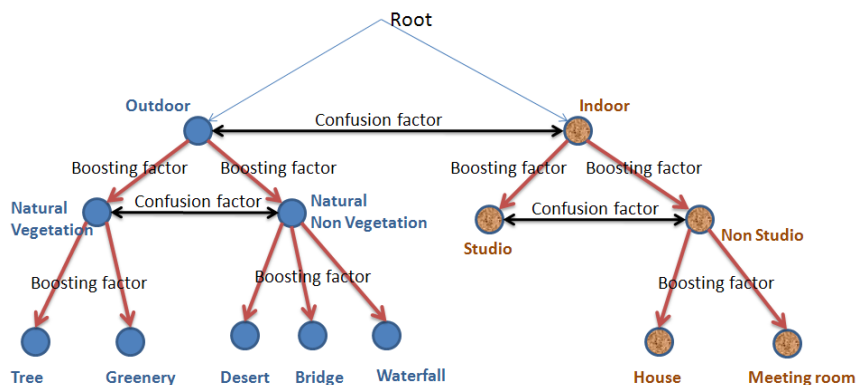 Root
Outdoor
Indoor
Confusion factor
Boosting factor
Boosting factor
Boosting factor
Boosting factor
Natural
Vegetation
Confusion factor
Natural
Non Vegetation
Confusion factor
Studio
Non Studio
Boosting factor
Boosting factor
Boosting factor
Tree
Greenery
Desert
Bridge
Waterfall
House
Meeting room